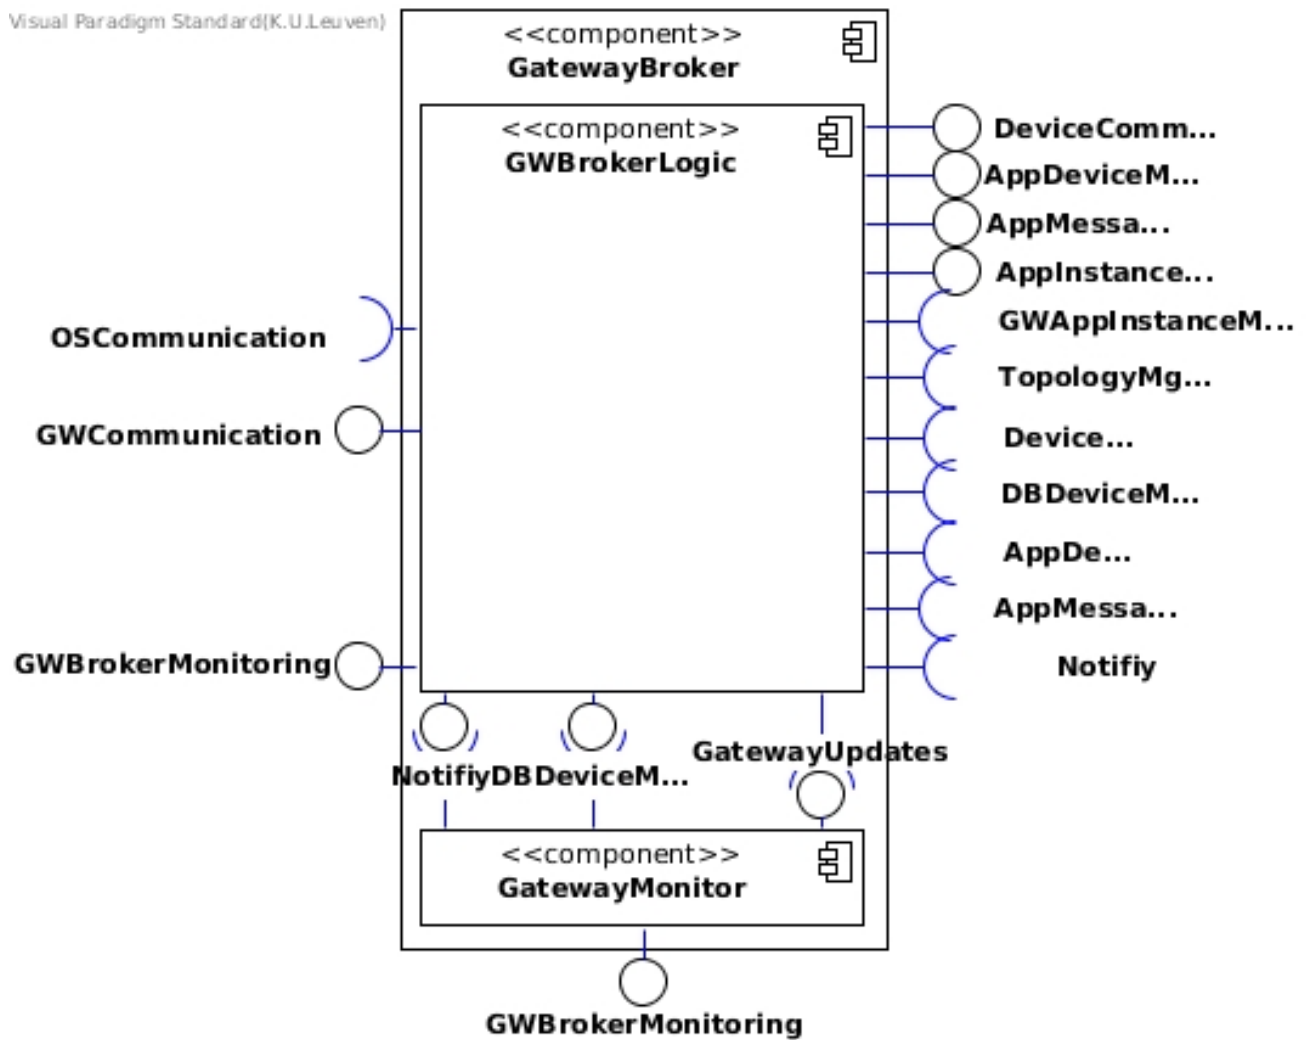 Visual Paradigm Standard(K.U.Leuven)
<<component>>
GatewayBroker
<<component>>
GWBrokerLogic
DeviceComm...
AppDeviceM...
AppMessa...
AppInstance...
GWAppInstanceM...
OSCommunication
TopologyMg...
GWCommunication
Device...
DBDeviceM...
AppDe...
AppMessa...
GWBrokerMonitoring
Notifiy
GatewayUpdates
NotifiyDBDeviceM...
<<component>>
GatewayMonitor
GWBrokerMonitoring